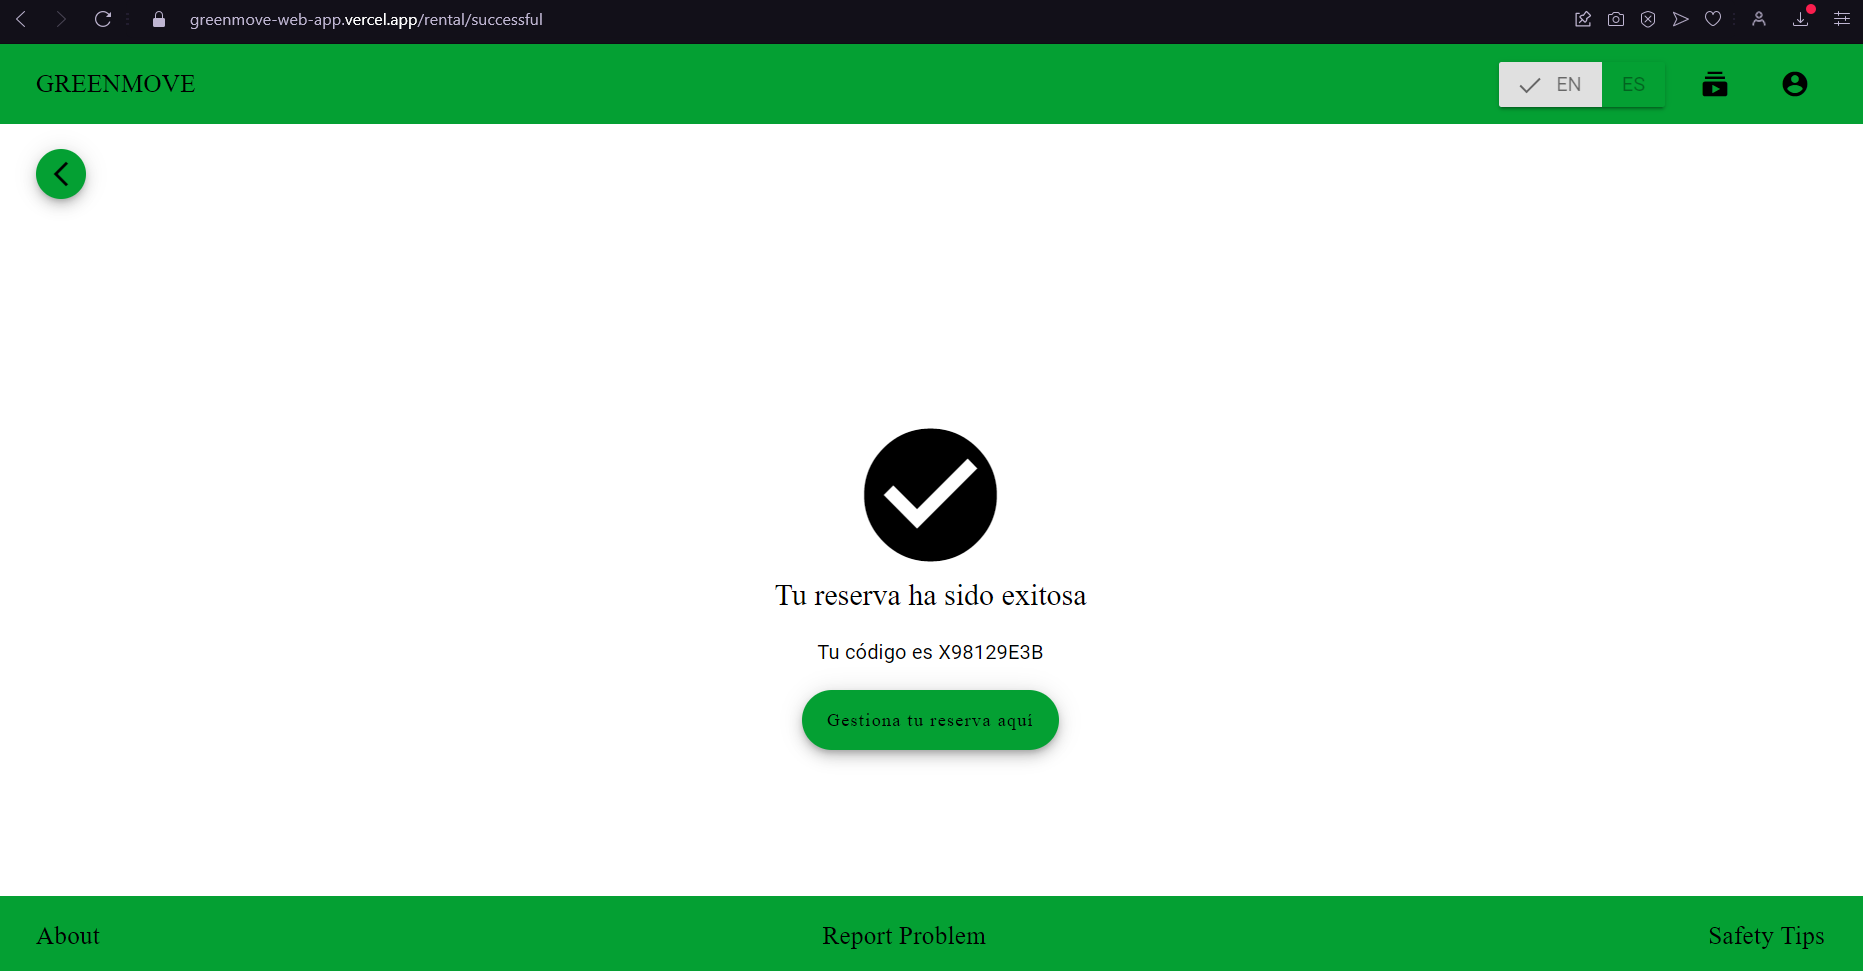 greenmove-web-app.vercel.app/rental/successful
GREENMOVE
EN
ES
Tu reserva ha sido exitosa
Tu código es X98129E3B
Gestiona tu reserva aquí
About
Report Problem
Safety Tips